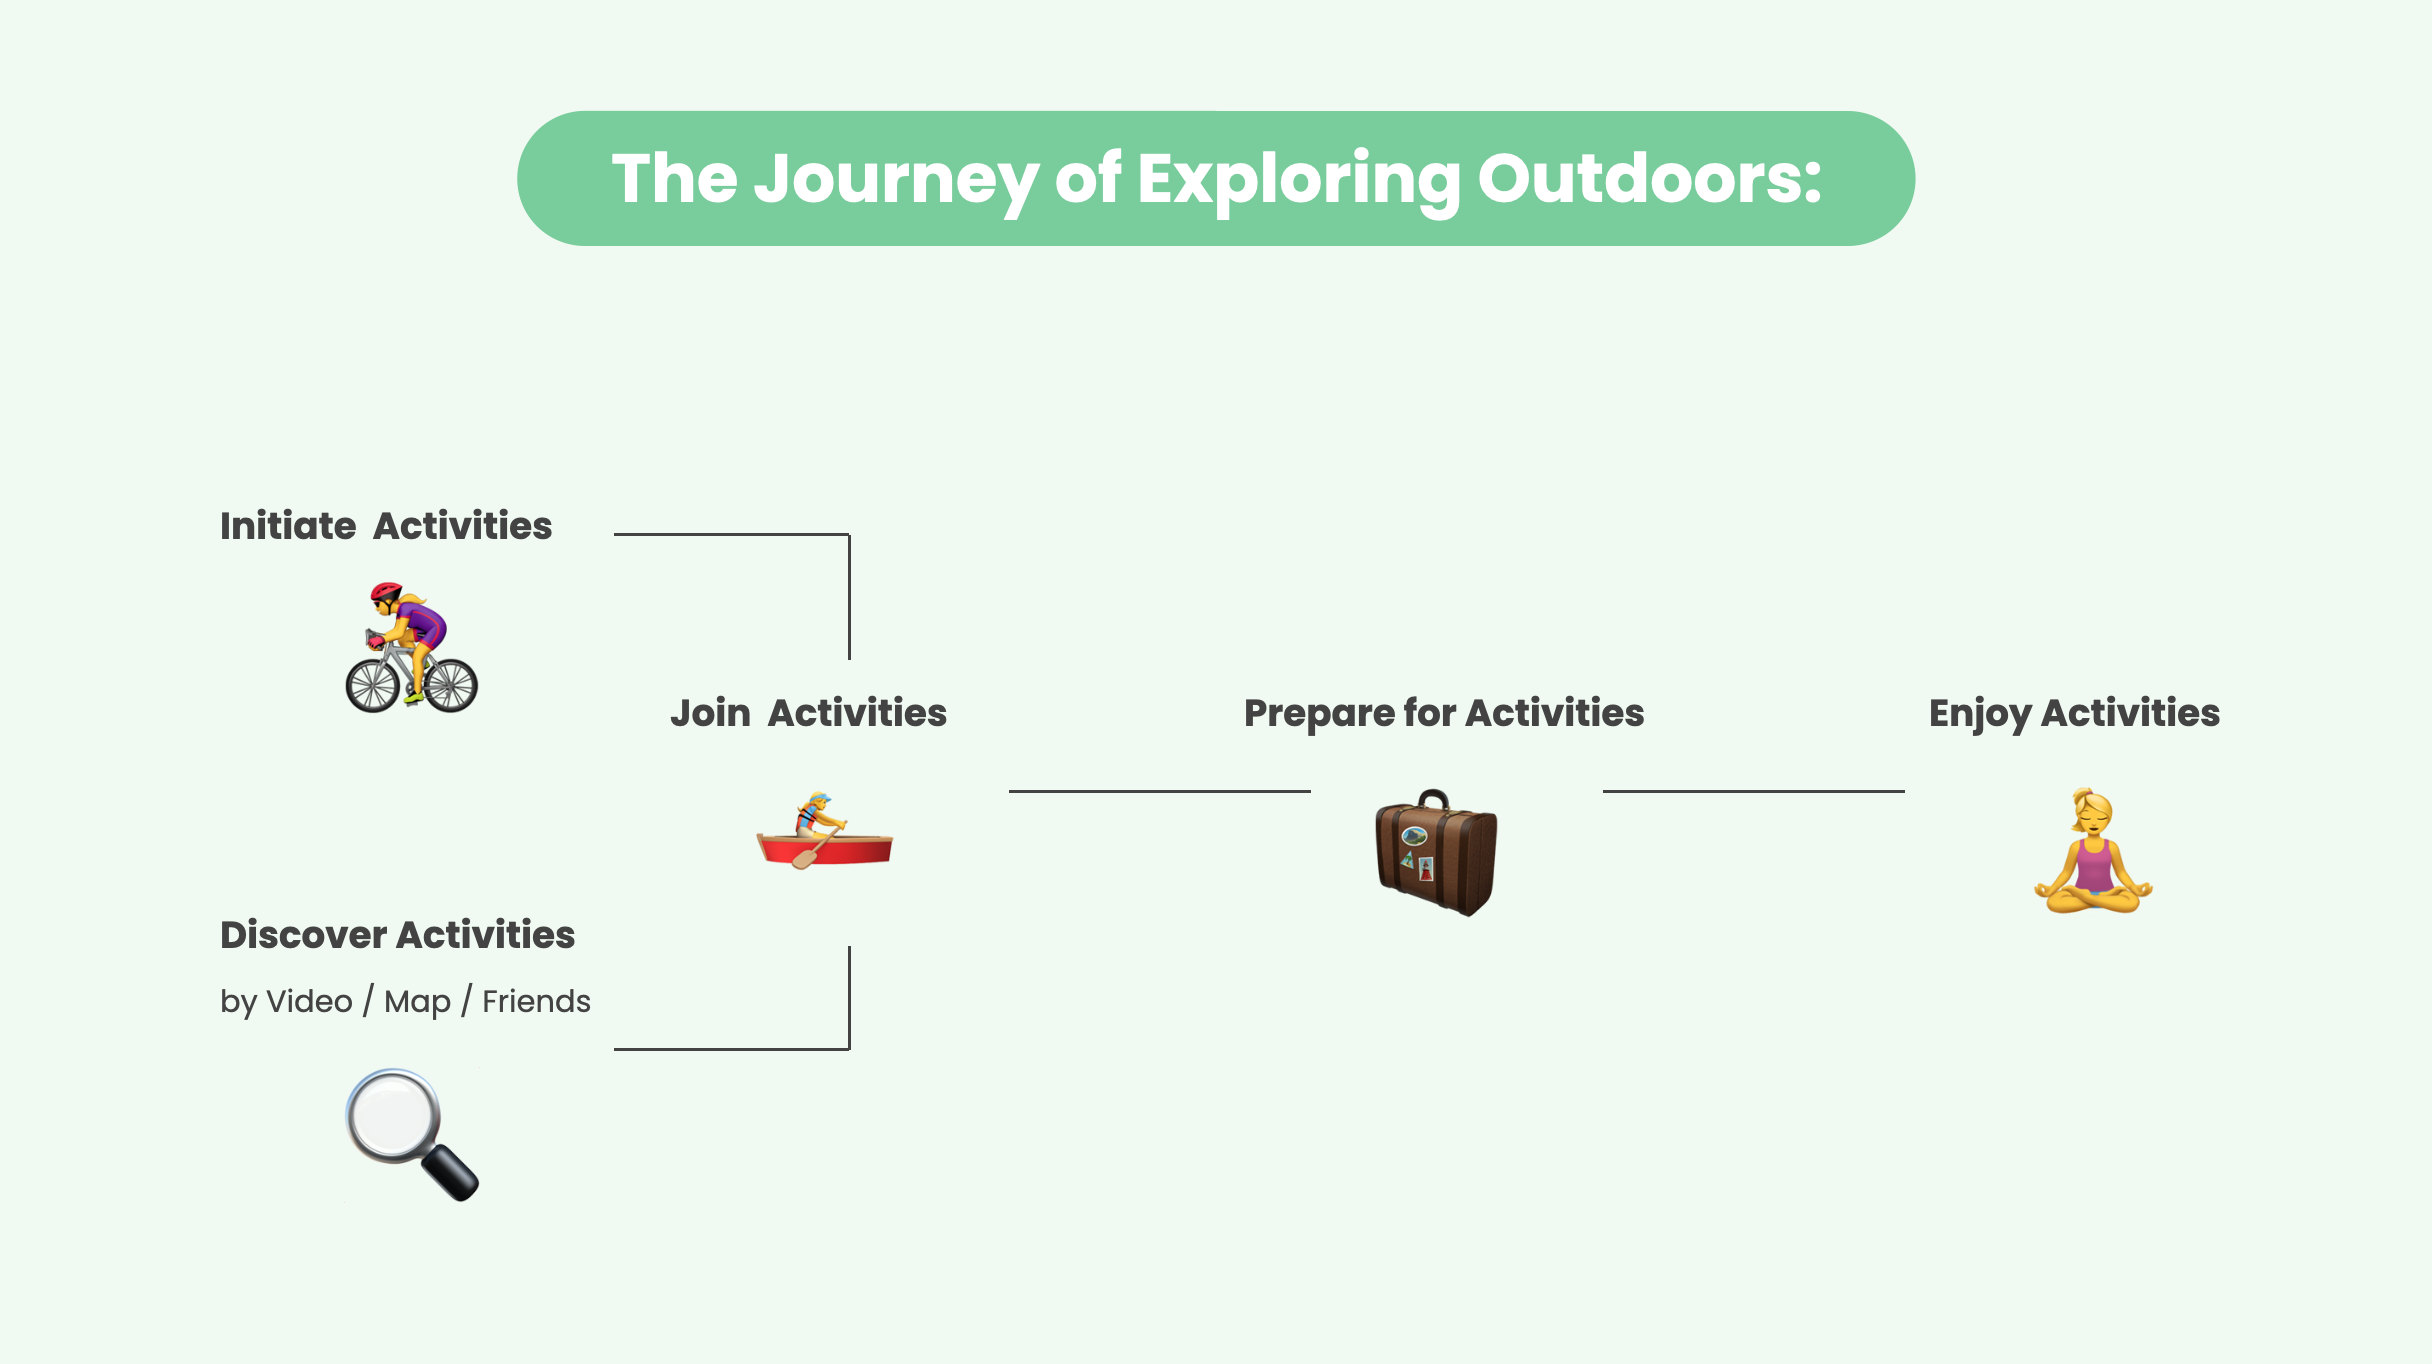 The Journey of Exploring Outdoors:
Initiate  Activities
Join  Activities
Prepare for Activities
Enjoy Activities
Discover Activities
by Video / Map / Friends